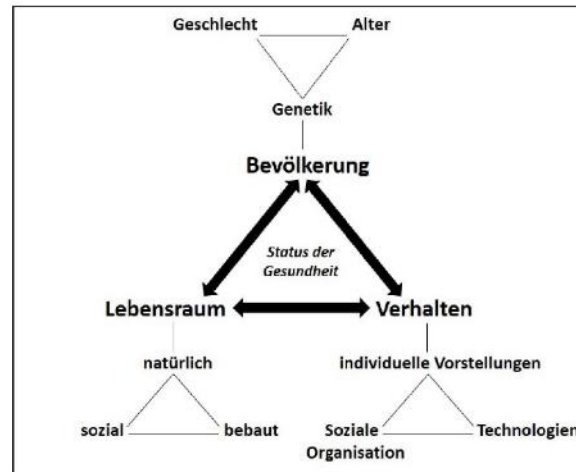 Geschlecht Alter
Genetik
Bevölkerung
Status der
Gesundheit
Lebensraum Verhalten
natürlich individuelle Vorstellungen
sozial bebaut Soziale Technologien
Organisation